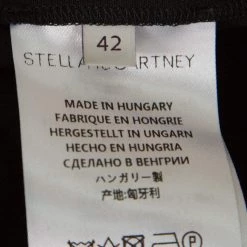 42
STELLA McCARTNEY
MADE IN HUNGARY
FABRIQUE EN HONGRIE
HERGESTELLT IN UNGARN
HECHO EN HUNGRIA
СДЕЛАНО В ВЕНГРИИ
ハンガリー製
产地:匈牙利